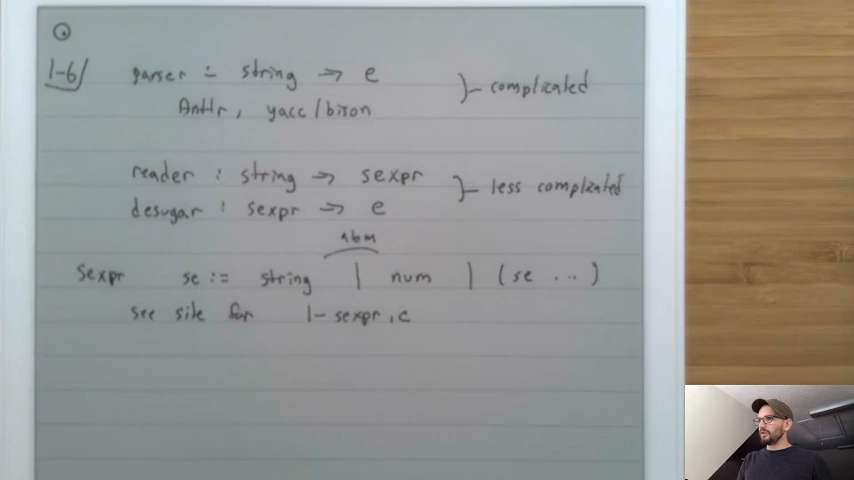 1-6/ parser : string → e }- complicated
Antlr, yacc/bison
reader : string → sexpr }- less complicated
desugar : sexpr → e
Sexpr se := string | num | (se ...)
see site for 1-sexpr.c